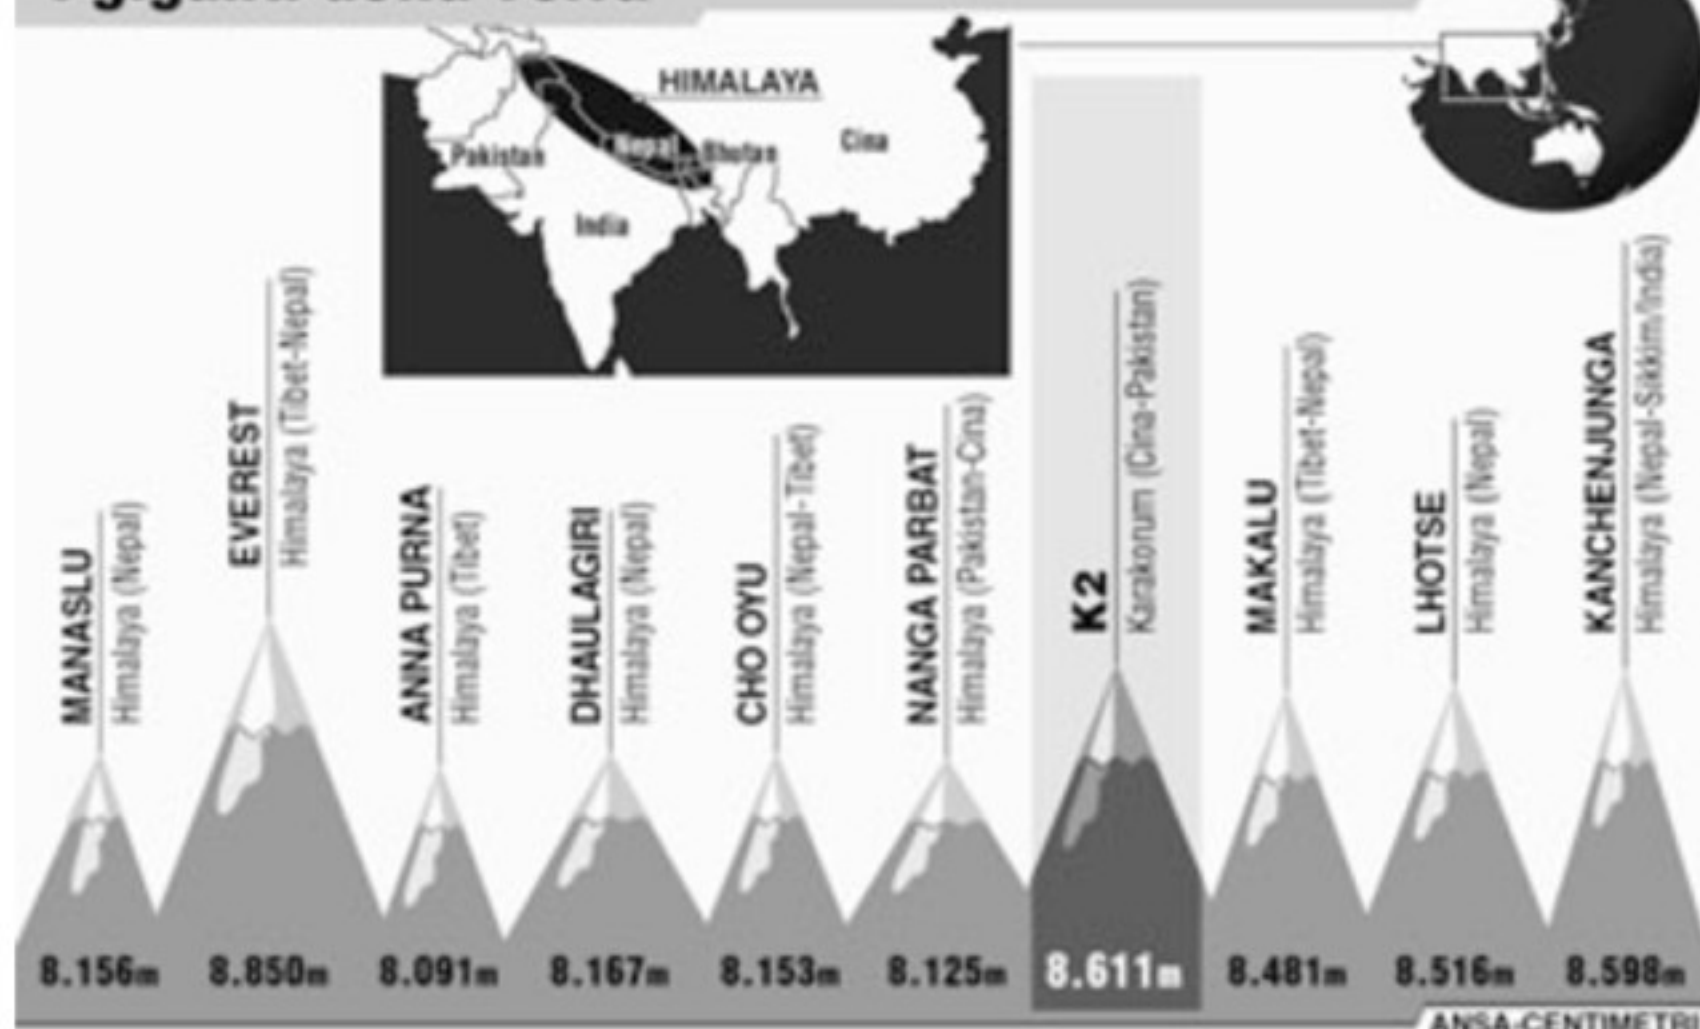 HIMALAYA
Pakistan
Nepal
Bhutan
Cina
India
MANASLU
Himalaya (Nepal)
EVEREST
Himalaya (Tibet-Nepal)
ANNA PURNA
Himalaya (Tibet)
DHAULAGIRI
Himalaya (Nepal)
CHO OYU
Himalaya (Nepal-Tibet)
NANGA PARBAT
Himalaya (Pakistan-Cina)
K2
Karakorum (Cina-Pakistan)
MAKALU
Himalaya (Tibet-Nepal)
LHOTSE
Himalaya (Nepal)
KANCHENJUNGA
Himalaya (Nepal-Sikkim/India)
8.156m 8.850m 8.091m 8.167m 8.153m 8.125m 8.611m 8.481m 8.516m 8.598m
ANSA-CENTIMETRI